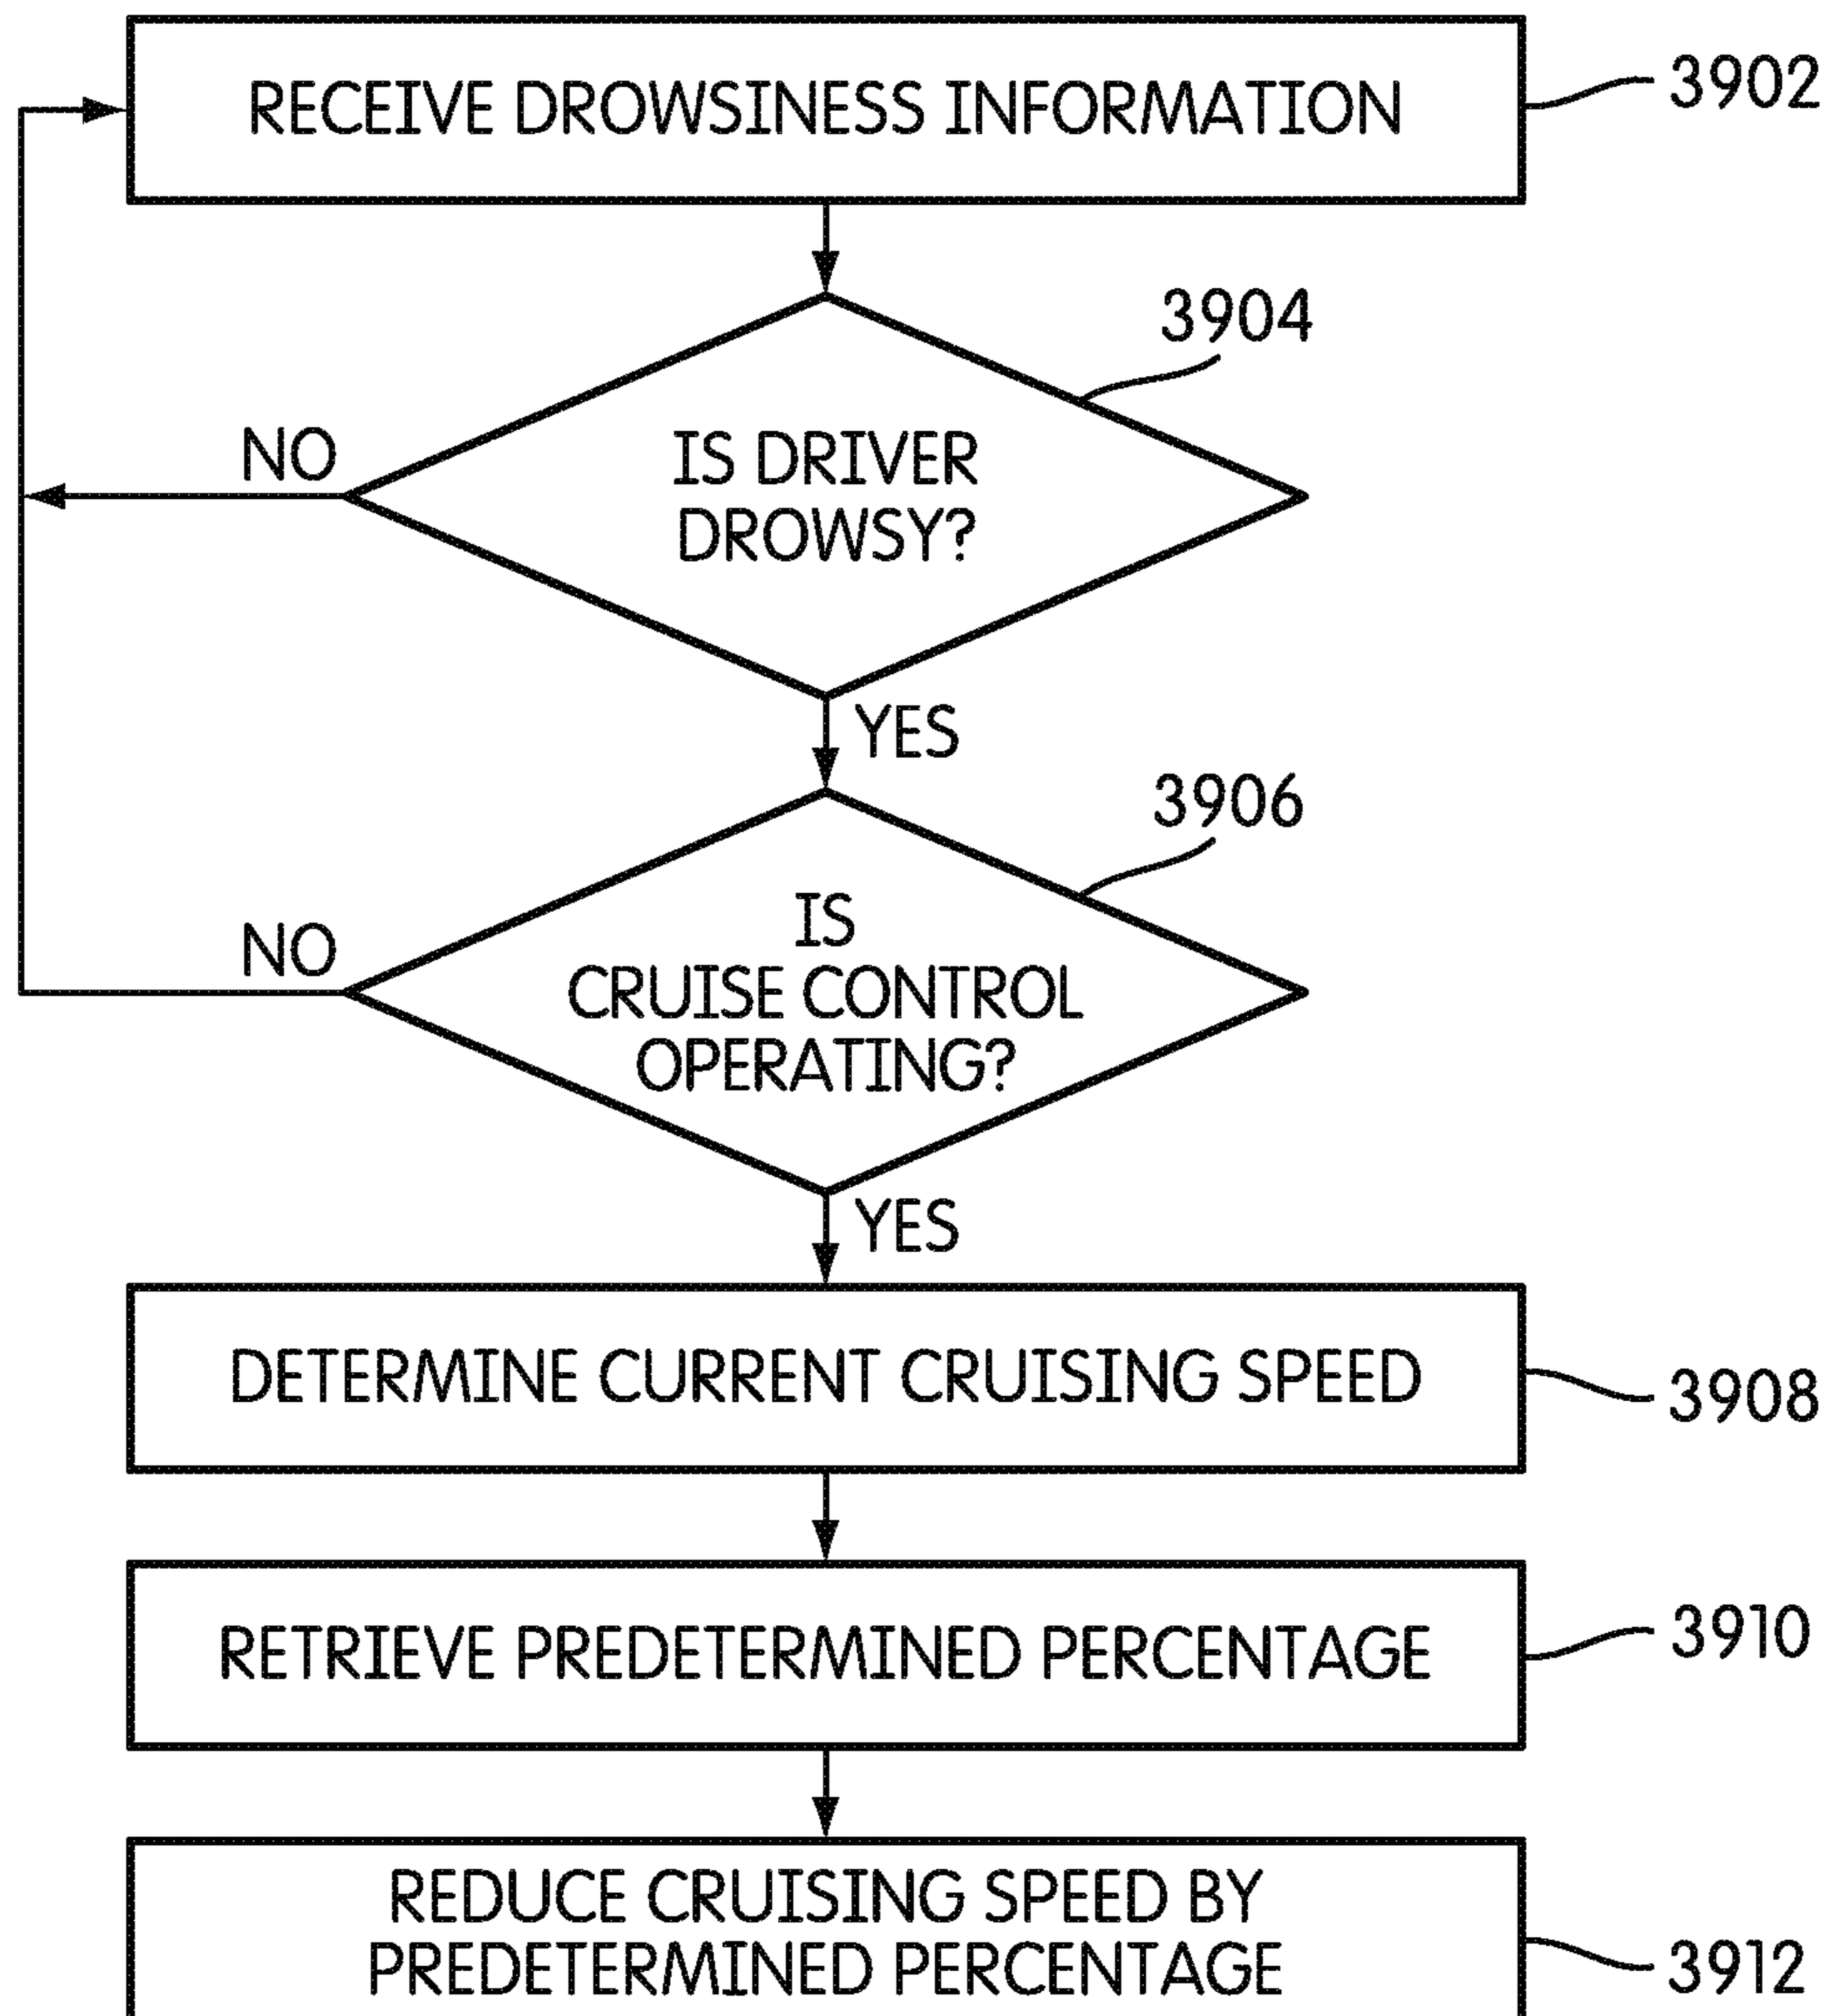 RECEIVE DROWSINESS INFORMATION
3902
3904
IS DRIVER
DROWSY?
NO
YES
3906
IS
CRUISE CONTROL
OPERATING?
NO
YES
DETERMINE CURRENT CRUISING SPEED
3908
RETRIEVE PREDETERMINED PERCENTAGE
3910
REDUCE CRUISING SPEED BY
PREDETERMINED PERCENTAGE
3912